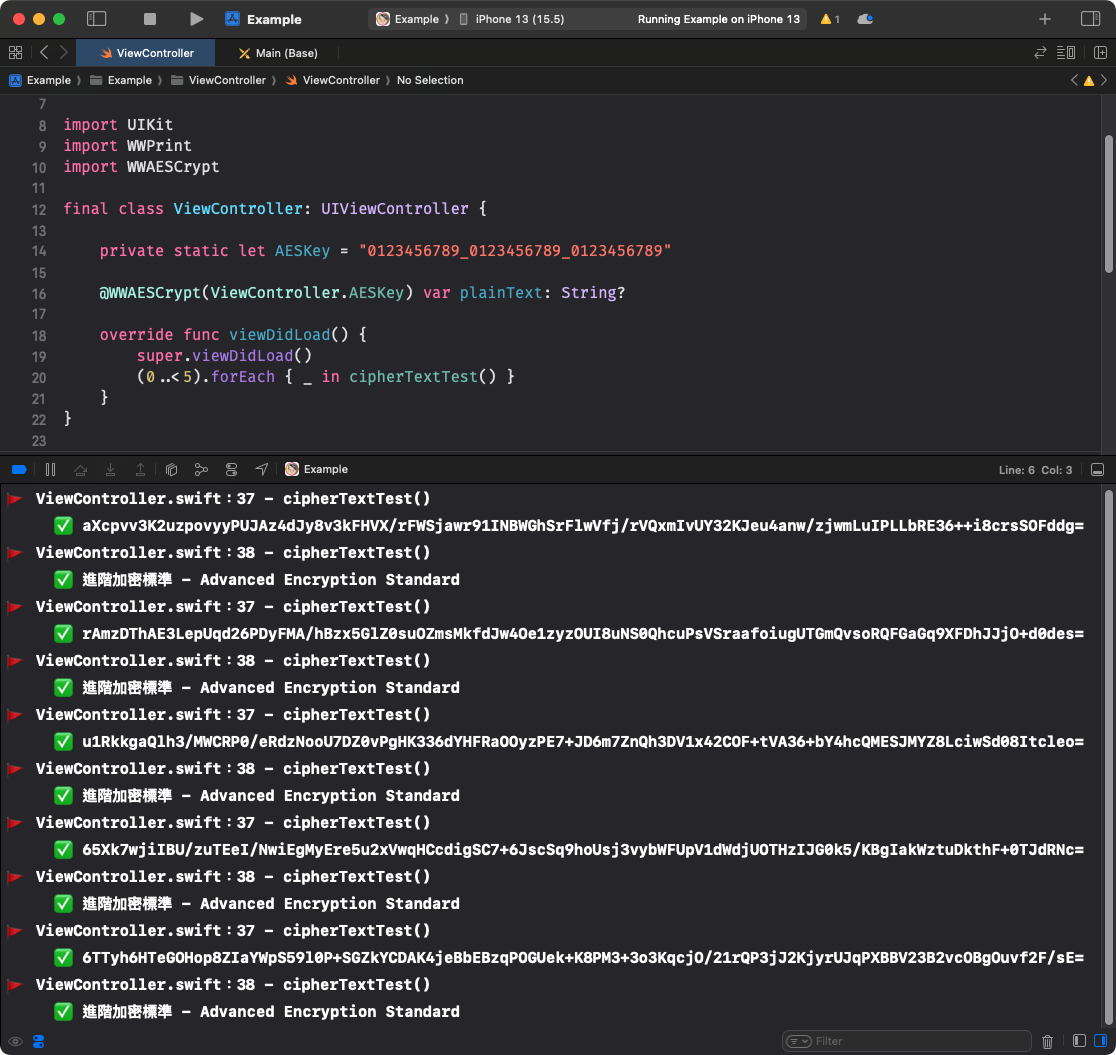 Example
Example 〉 iPhone 13 (15.5)
Running Example on iPhone 13
1
ViewController
Main (Base)
Example 〉 Example 〉 ViewController 〉 ViewController 〉 No Selection
7
8 import UIKit
9 import WWPrint
10 import WWAESCrypt
11
12 final class ViewController: UIViewController {
13
14 private static let AESKey = "0123456789_0123456789_0123456789"
15
16 @WWAESCrypt(ViewController.AESKey) var plainText: String?
17
18 override func viewDidLoad() {
19 super.viewDidLoad()
20 (0..<5).forEach { _ in cipherTextTest() }
21 }
22 }
23
Example
Line: 6 Col: 3
🚩 ViewController.swift：37 - cipherTextTest()
✅ aXcpvv3K2uzpovyyPUJAz4dJy8v3kFHVX/rFWSjawr91INBWGhSrFlwVfj/rVQxmIvUY32KJeu4anw/zjwmLuIPLLbRE36++i8crsSOFddg=
🚩 ViewController.swift：38 - cipherTextTest()
✅ 進階加密標準 - Advanced Encryption Standard
🚩 ViewController.swift：37 - cipherTextTest()
✅ rAmzDThAE3LepUqd26PDyFMA/hBzx5GlZ0suOZmsMkfdJw4Oe1zyzOUI8uNS0QhcuPsVSraafoiugUTGmQvsoRQFGaGq9XFDhJJjO+d0des=
🚩 ViewController.swift：38 - cipherTextTest()
✅ 進階加密標準 - Advanced Encryption Standard
🚩 ViewController.swift：37 - cipherTextTest()
✅ u1RkkgaQlh3/MWCRP0/eRdzNooU7DZ0vPgHK336dYHFRaOOyzPE7+JD6m7ZnQh3DV1x42COF+tVA36+bY4hcQMESJMYZ8LciwSd08Itcleo=
🚩 ViewController.swift：38 - cipherTextTest()
✅ 進階加密標準 - Advanced Encryption Standard
🚩 ViewController.swift：37 - cipherTextTest()
✅ 65Xk7wjiIBU/zuTEeI/NwiEgMyEre5u2xVwqHCcdigSC7+6JscSq9hoUsj3vybWFUpV1dWdjUOTHzIJG0k5/KBgIakWztuDkthF+0TJdRNc=
🚩 ViewController.swift：38 - cipherTextTest()
✅ 進階加密標準 - Advanced Encryption Standard
🚩 ViewController.swift：37 - cipherTextTest()
✅ 6TTyh6HTeGOHop8ZIaYWpS59l0P+SGZkYCDAK4jeBbEBzqPOGUek+K8PM3+3o3KqcjO/21rQP3jJ2KjyrUJqPXBBV23B2vcOBgOuvf2F/sE=
🚩 ViewController.swift：38 - cipherTextTest()
✅ 進階加密標準 - Advanced Encryption Standard
Filter